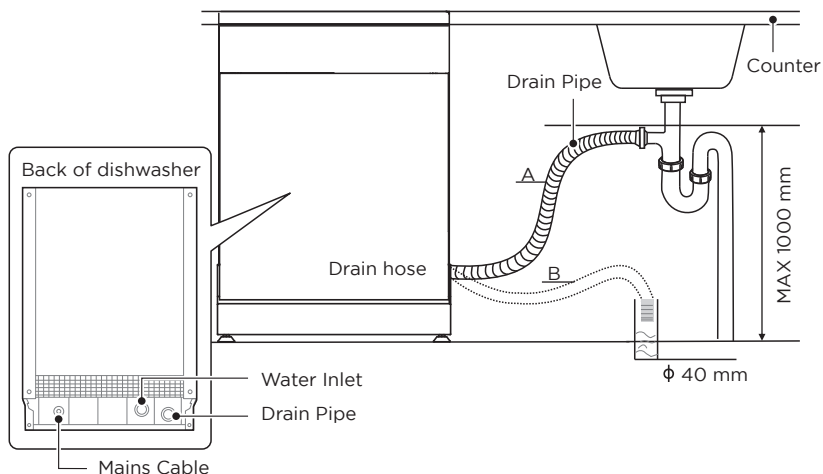 Counter
Drain Pipe
Back of dishwasher
A
Drain hose
B
MAX 1000 mm
ϕ 40 mm
Water Inlet
Drain Pipe
Mains Cable